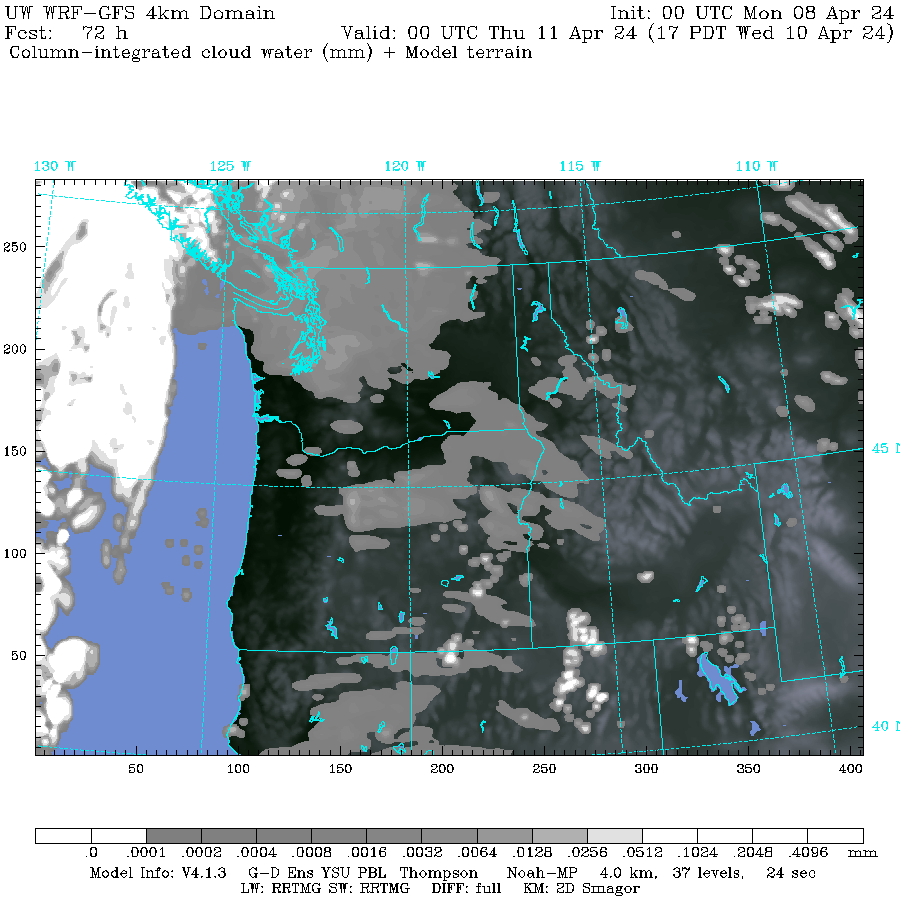 UW WRF-GFS 4km Domain Init: 00 UTC Mon 08 Apr 24
Fcst: 72 h Valid: 00 UTC Thu 11 Apr 24 (17 PDT Wed 10 Apr 24)
Column-integrated cloud water (mm) + Model terrain
130 W 125 W 120 W 115 W 110 W
250
200
45 N
150
100
50
40 N
50 100 150 200 250 300 350 400
.0 .0001 .0002 .0004 .0008 .0016 .0032 .0064 .0128 .0256 .0512 .1024 .2048 .4096 mm
Model Info: V4.1.3 G-D Ens YSU PBL Thompson Noah-MP 4.0 km, 37 levels, 24 sec
LW: RRTMG SW: RRTMG DIFF: full KM: 2D Smagor